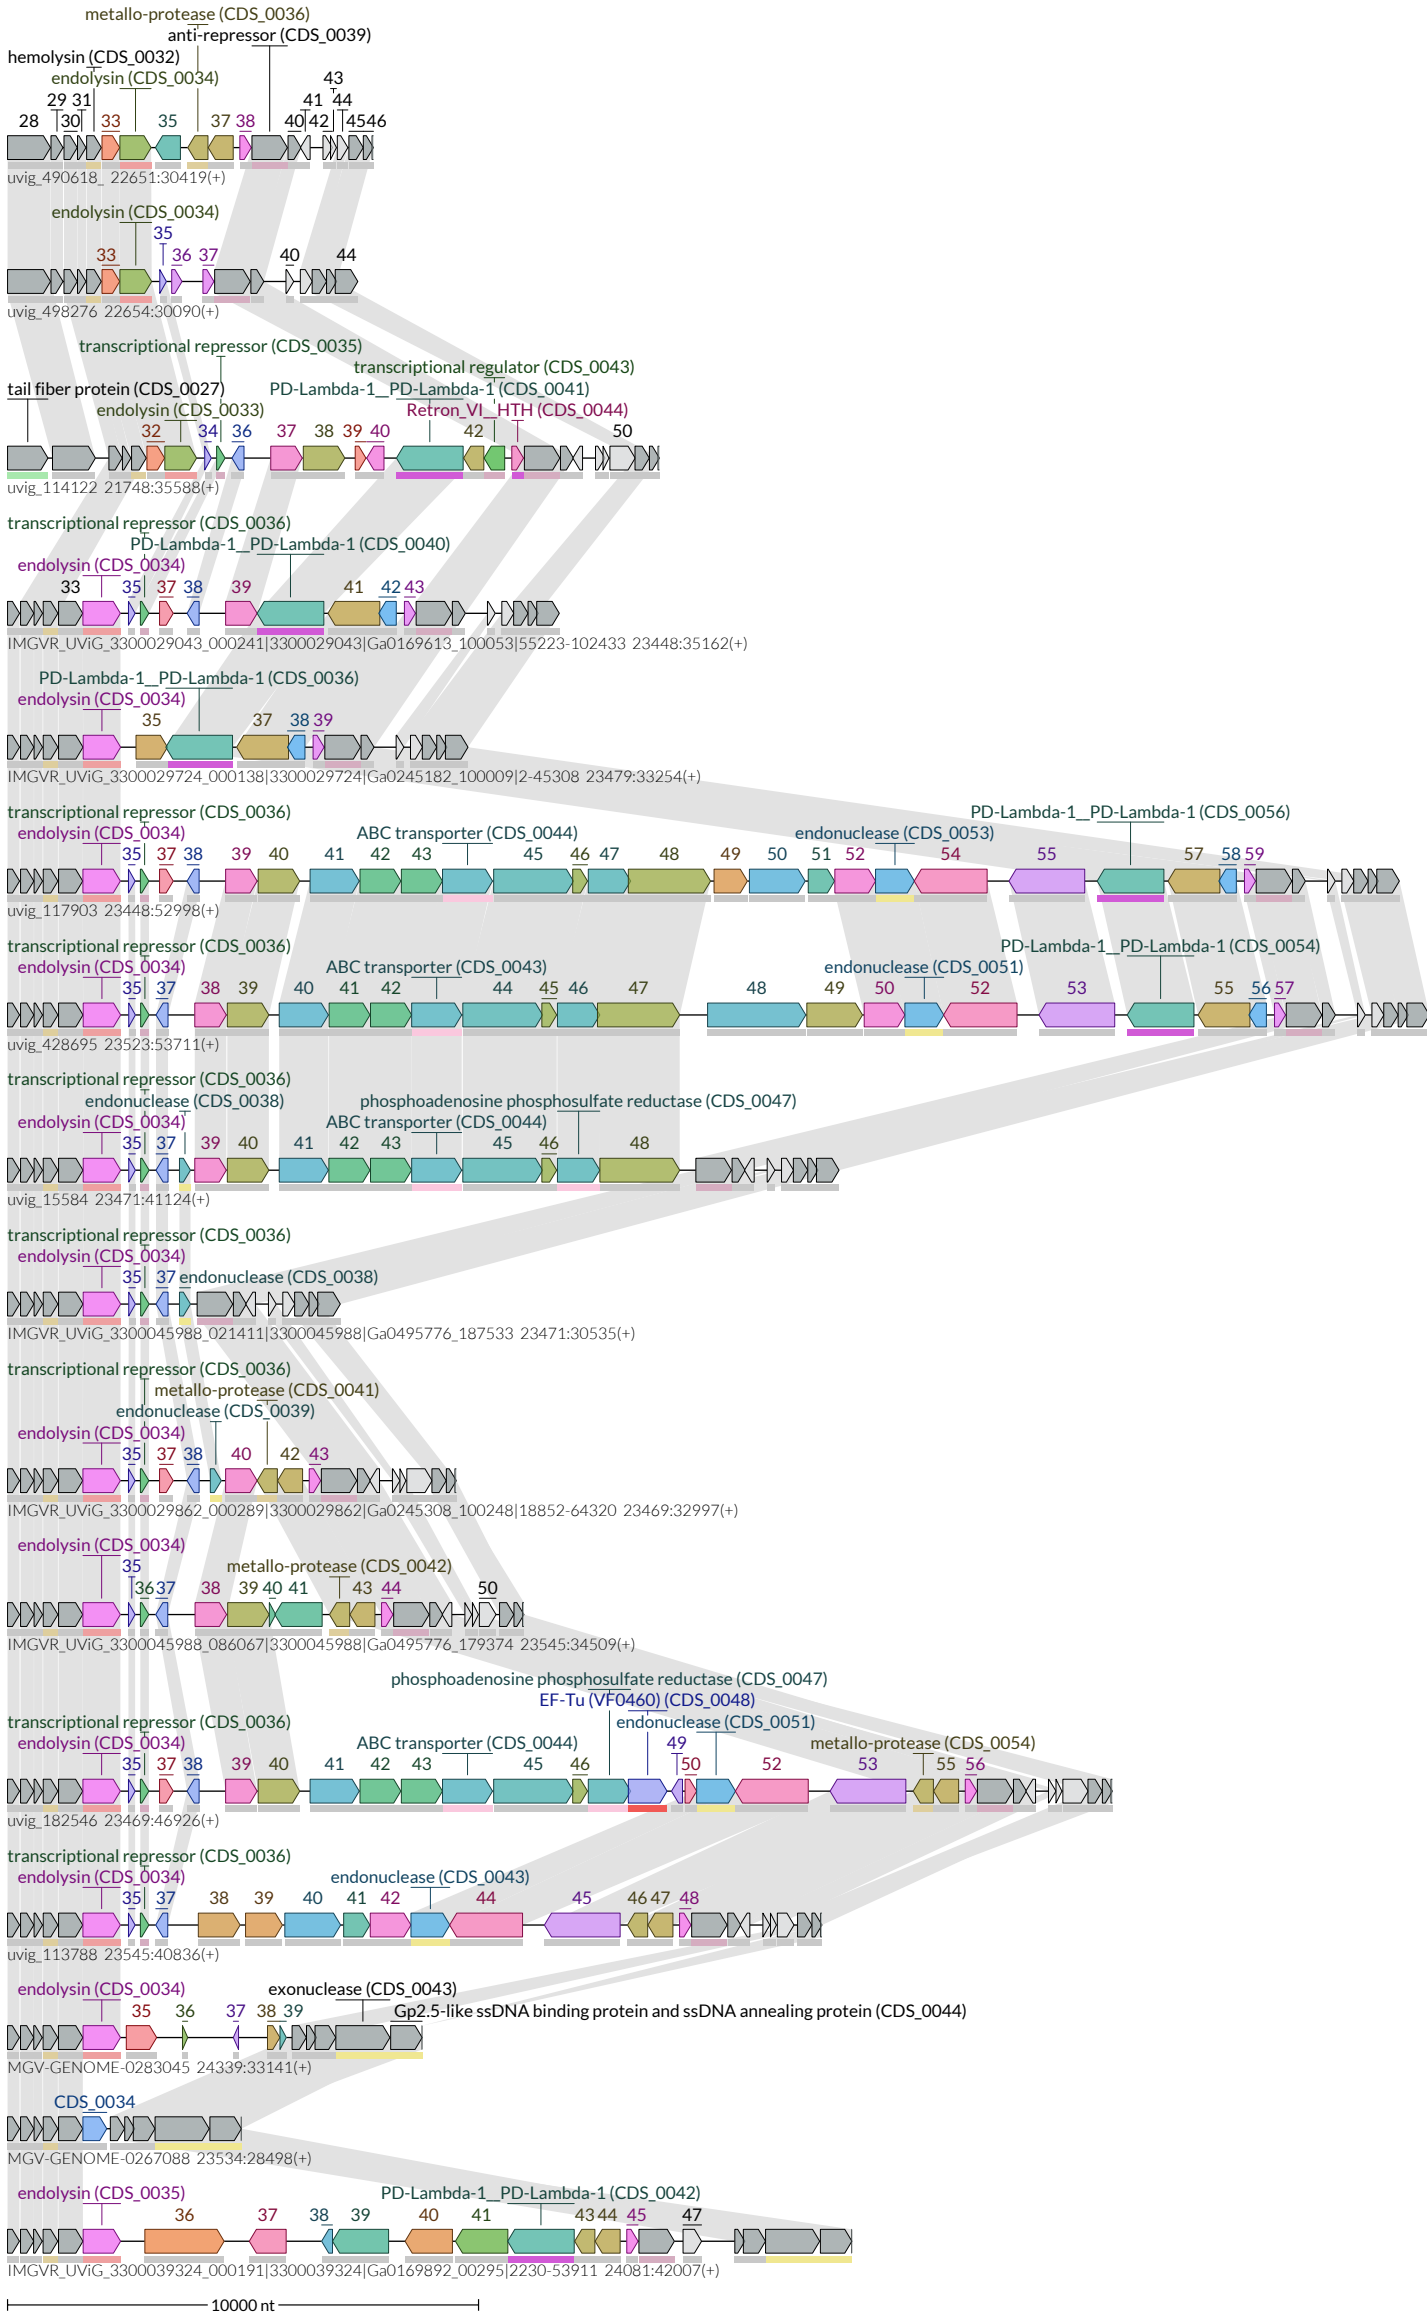 metallo-protease (CDS_0036)
anti-repressor (CDS_0039)
hemolysin (CDS_0032)
endolysin (CDS_0034)
43
29 31 41 44
28 30 33 35 37 38 40 42 45 46
uvig_490618_ 22651:30419(+)
endolysin (CDS_0034)
35
33 36 37 40 44
uvig_498276 22654:30090(+)
transcriptional repressor (CDS_0035)
transcriptional regulator (CDS_0043)
tail fiber protein (CDS_0027) PD-Lambda-1__PD-Lambda-1 (CDS_0041)
endolysin (CDS_0033) Retron_VI__HTH (CDS_0044)
32 34 36 37 38 39 40 42 50
uvig_114122 21748:35588(+)
transcriptional repressor (CDS_0036)
PD-Lambda-1__PD-Lambda-1 (CDS_0040)
endolysin (CDS_0034)
33 35 37 38 39 41 42 43
IMGVR_UViG_3300029043_000241|3300029043|Ga0169613_100053|55223-102433 23448:35162(+)
PD-Lambda-1__PD-Lambda-1 (CDS_0036)
endolysin (CDS_0034)
35 37 38 39
IMGVR_UViG_3300029724_000138|3300029724|Ga0245182_100009|2-45308 23479:33254(+)
transcriptional repressor (CDS_0036) PD-Lambda-1__PD-Lambda-1 (CDS_0056)
endolysin (CDS_0034) ABC transporter (CDS_0044) endonuclease (CDS_0053)
35 37 38 39 40 41 42 43 45 46 47 48 49 50 51 52 54 55 57 58 59
uvig_117903 23448:52998(+)
transcriptional repressor (CDS_0036) PD-Lambda-1__PD-Lambda-1 (CDS_0054)
endolysin (CDS_0034) ABC transporter (CDS_0043) endonuclease (CDS_0051)
35 37 38 39 40 41 42 44 45 46 47 48 49 50 52 53 55 56 57
uvig_428695 23523:53711(+)
transcriptional repressor (CDS_0036)
endonuclease (CDS_0038) phosphoadenosine phosphosulfate reductase (CDS_0047)
endolysin (CDS_0034) ABC transporter (CDS_0044)
35 37 39 40 41 42 43 45 46 48
uvig_15584 23471:41124(+)
transcriptional repressor (CDS_0036)
endolysin (CDS_0034)
35 37 endonuclease (CDS_0038)
IMGVR_UViG_3300045988_021411|3300045988|Ga0495776_187533 23471:30535(+)
transcriptional repressor (CDS_0036)
metallo-protease (CDS_0041)
endonuclease (CDS_0039)
endolysin (CDS_0034)
35 37 38 40 42 43
IMGVR_UViG_3300029862_000289|3300029862|Ga0245308_100248|18852-64320 23469:32997(+)
endolysin (CDS_0034)
35 metallo-protease (CDS_0042)
36 37 38 39 40 41 43 44 50
IMGVR_UViG_3300045988_086067|3300045988|Ga0495776_179374 23545:34509(+)
phosphoadenosine phosphosulfate reductase (CDS_0047)
EF-Tu (VF0460) (CDS_0048)
transcriptional repressor (CDS_0036) endonuclease (CDS_0051)
endolysin (CDS_0034) ABC transporter (CDS_0044) 49 metallo-protease (CDS_0054)
35 37 38 39 40 41 42 43 45 46 50 52 53 55 56
uvig_182546 23469:46926(+)
transcriptional repressor (CDS_0036)
endolysin (CDS_0034) endonuclease (CDS_0043)
35 37 38 39 40 41 42 44 45 46 47 48
uvig_113788 23545:40836(+)
endolysin (CDS_0034) exonuclease (CDS_0043)
35 36 37 38 39 Gp2.5-like ssDNA binding protein and ssDNA annealing protein (CDS_0044)
MGV-GENOME-0283045 24339:33141(+)
CDS_0034
MGV-GENOME-0267088 23534:28498(+)
endolysin (CDS_0035) PD-Lambda-1__PD-Lambda-1 (CDS_0042)
36 37 38 39 40 41 43 44 45 47
IMGVR_UViG_3300039324_000191|3300039324|Ga0169892_00295|2230-53911 24081:42007(+)
10000 nt